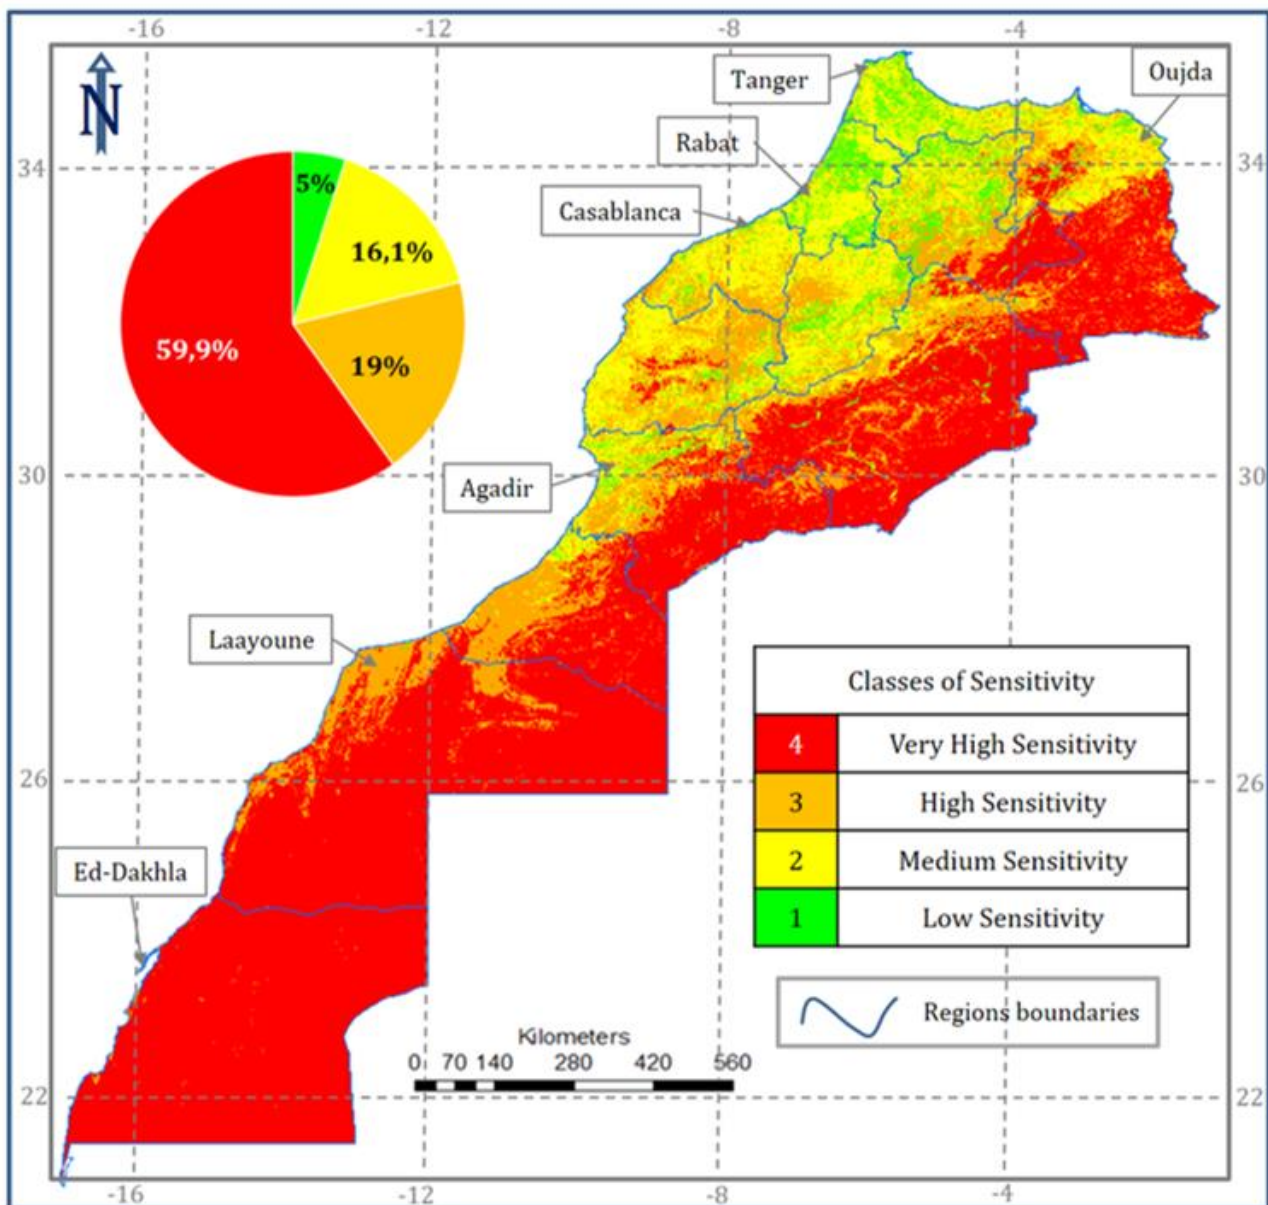 -16 -12 -8 -4
N
Tanger
Oujda
Rabat
34 34
5%
Casablanca
16,1%
59,9%
19%
30 30
Agadir
Laayoune
Classes of Sensitivity
4 Very High Sensitivity
26 26
3 High Sensitivity
2 Medium Sensitivity
Ed-Dakhla
1 Low Sensitivity
Regions boundaries
Kilometers
0 70 140 280 420 560
22 22
-16 -12 -8 -4